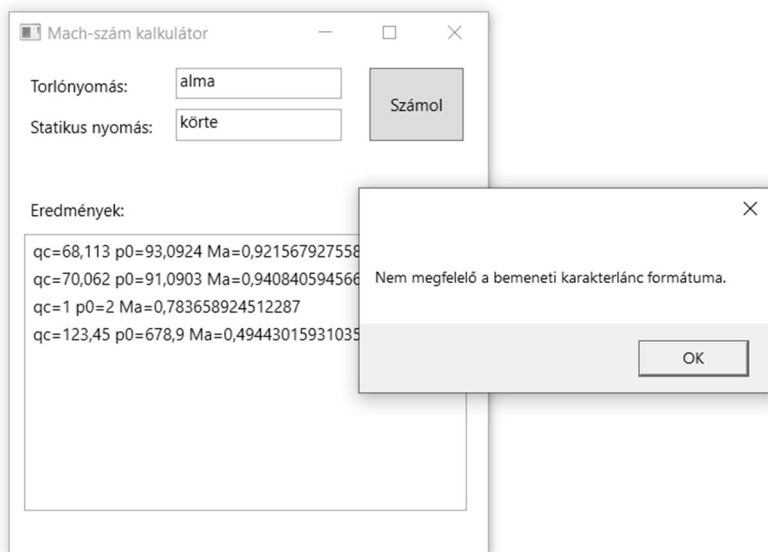 Mach-szám kalkulátor
Torlónyomás:
alma
Számol
Statikus nyomás:
körte
Eredmények:
qc=68,113 p0=93,0924 Ma=0,921567927558
qc=70,062 p0=91,0903 Ma=0,940840594566
qc=1 p0=2 Ma=0,783658924512287
qc=123,45 p0=678,9 Ma=0,49443015931035
Nem megfelelő a bemeneti karakterlánc formátuma.
OK